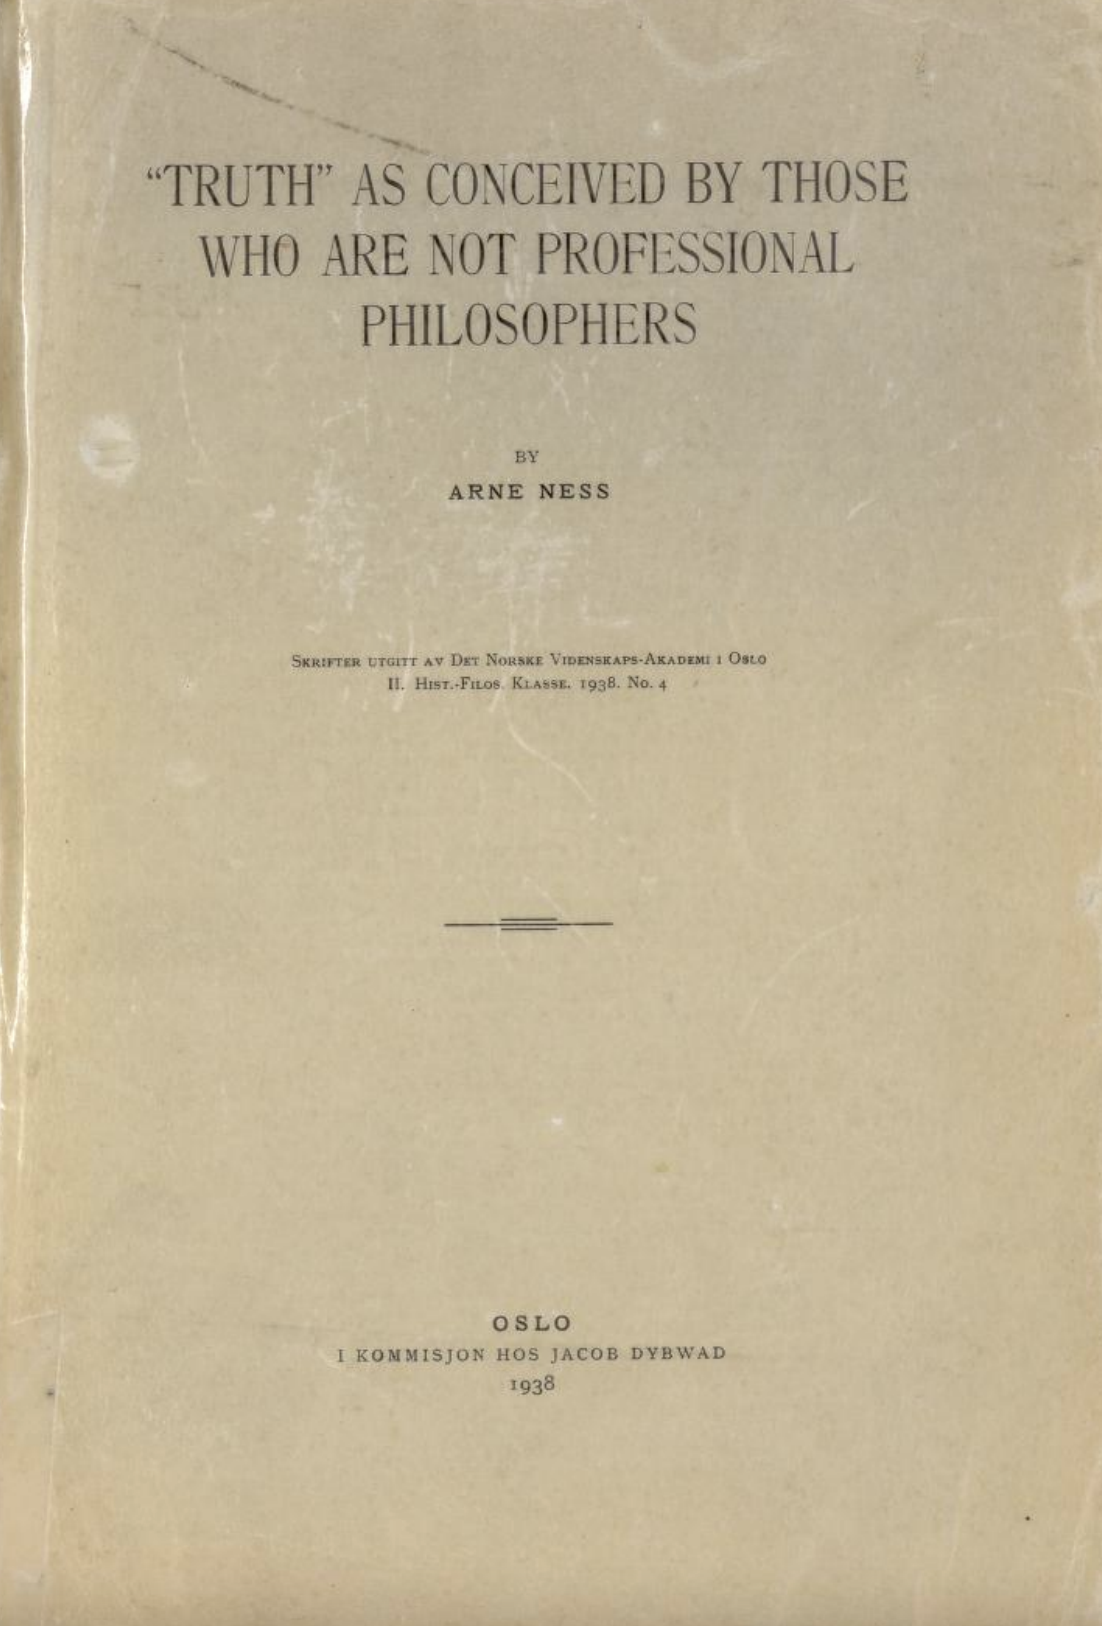 “TRUTH” AS CONCEIVED BY THOSE
WHO ARE NOT PROFESSIONAL
PHILOSOPHERS
BY
ARNE NESS
SKRIFTER UTGITT AV DET NORSKE VIDENSKAPS-AKADEMI I OSLO
II. HIST.-FILOS. KLASSE. 1938. NO. 4
OSLO
I KOMMISJON HOS JACOB DYBWAD
1938